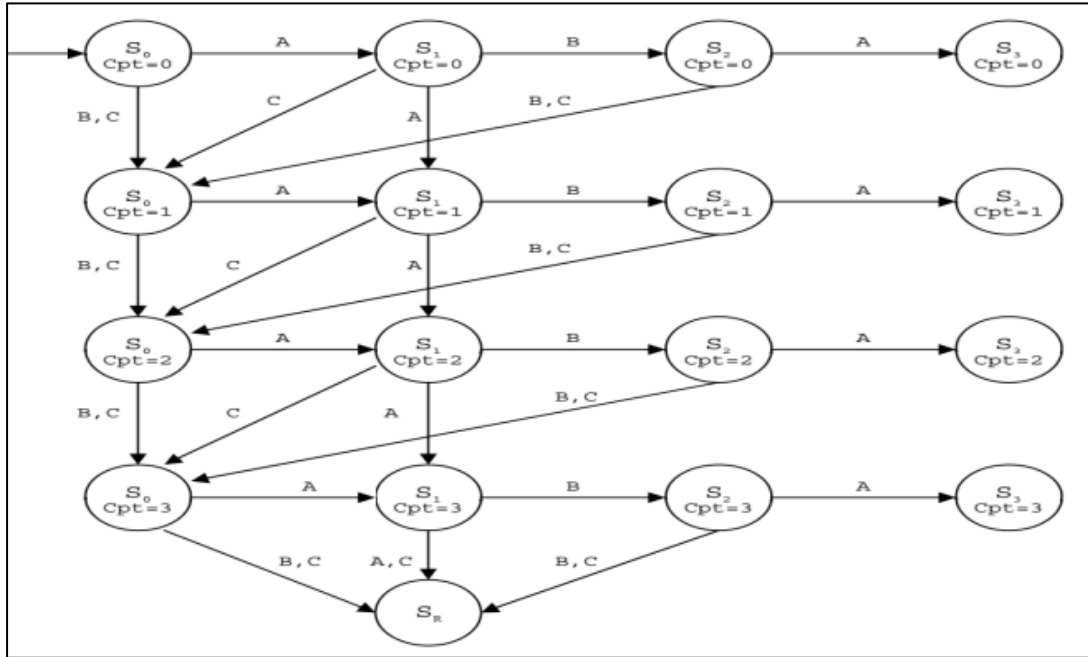 A B A
S₀ S₁ S₂ S₃
Cpt=0 Cpt=0 Cpt=0 Cpt=0
B,C C A B,C
A B A
S₀ S₁ S₂ S₃
Cpt=1 Cpt=1 Cpt=1 Cpt=1
B,C C A B,C
A B A
S₀ S₁ S₂ S₃
Cpt=2 Cpt=2 Cpt=2 Cpt=2
B,C C A B,C
A B A
S₀ S₁ S₂ S₃
Cpt=3 Cpt=3 Cpt=3 Cpt=3
B,C A,C B,C
S_R